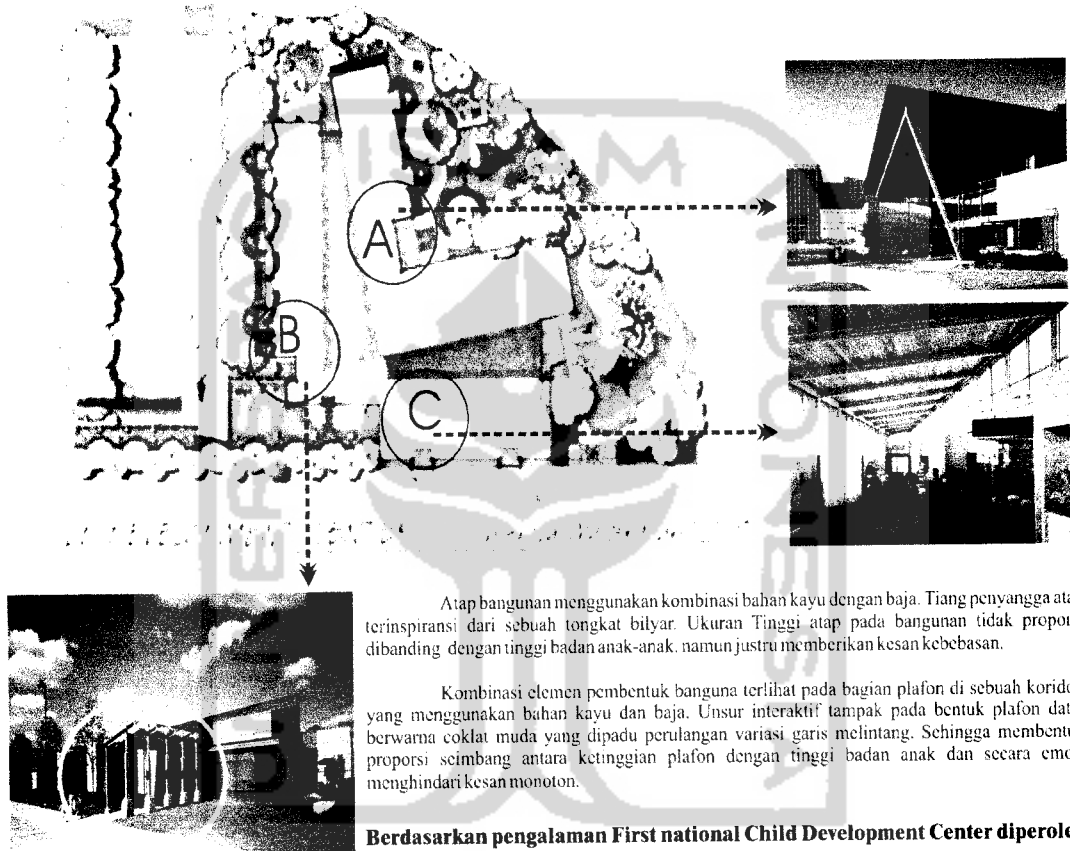 A
B
C
Atap bangunan menggunakan kombinasi bahan kayu dengan baja. Tiang penyangga ata
terinspiransi dari sebuah tongkat bilyar. Ukuran Tinggi atap pada bangunan tidak propor
dibanding dengan tinggi badan anak-anak. namun justru memberikan kesan kebebasan.
Kombinasi elemen pembentuk banguna terlihat pada bagian plafon di sebuah korido
yang menggunakan bahan kayu dan baja. Unsur interaktif tampak pada bentuk plafon dat
berwarna coklat muda yang dipadu perulangan variasi garis melintang. Sehingga membentu
proporsi seimbang antara ketinggian plafon dengan tinggi badan anak dan secara emo
menghindari kesan monoton.
Berdasarkan pengalaman First national Child Development Center diperole
ISLAM
INDONESIA